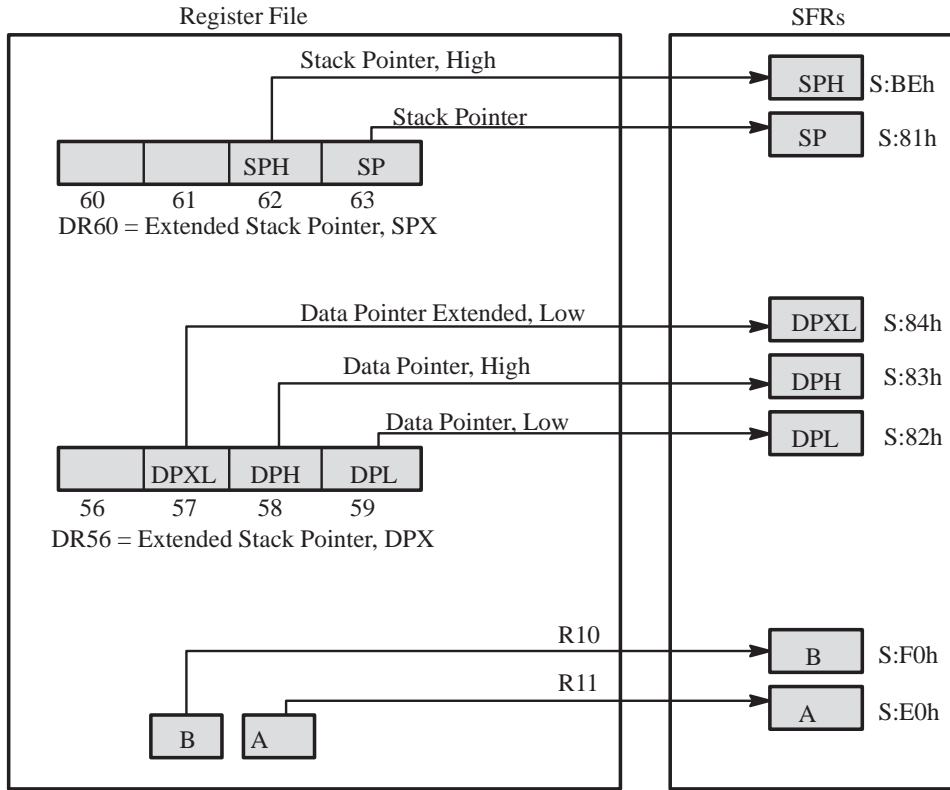 Register File
SFRs
Stack Pointer, High
SPH
S:BEh
Stack Pointer
SP
S:81h
SPH
SP
60
61
62
63
DR60 = Extended Stack Pointer, SPX
Data Pointer Extended, Low
DPXL
S:84h
Data Pointer, High
DPH
S:83h
Data Pointer, Low
DPL
S:82h
DPXL
DPH
DPL
56
57
58
59
DR56 = Extended Stack Pointer, DPX
R10
B
S:F0h
R11
A
S:E0h
B
A